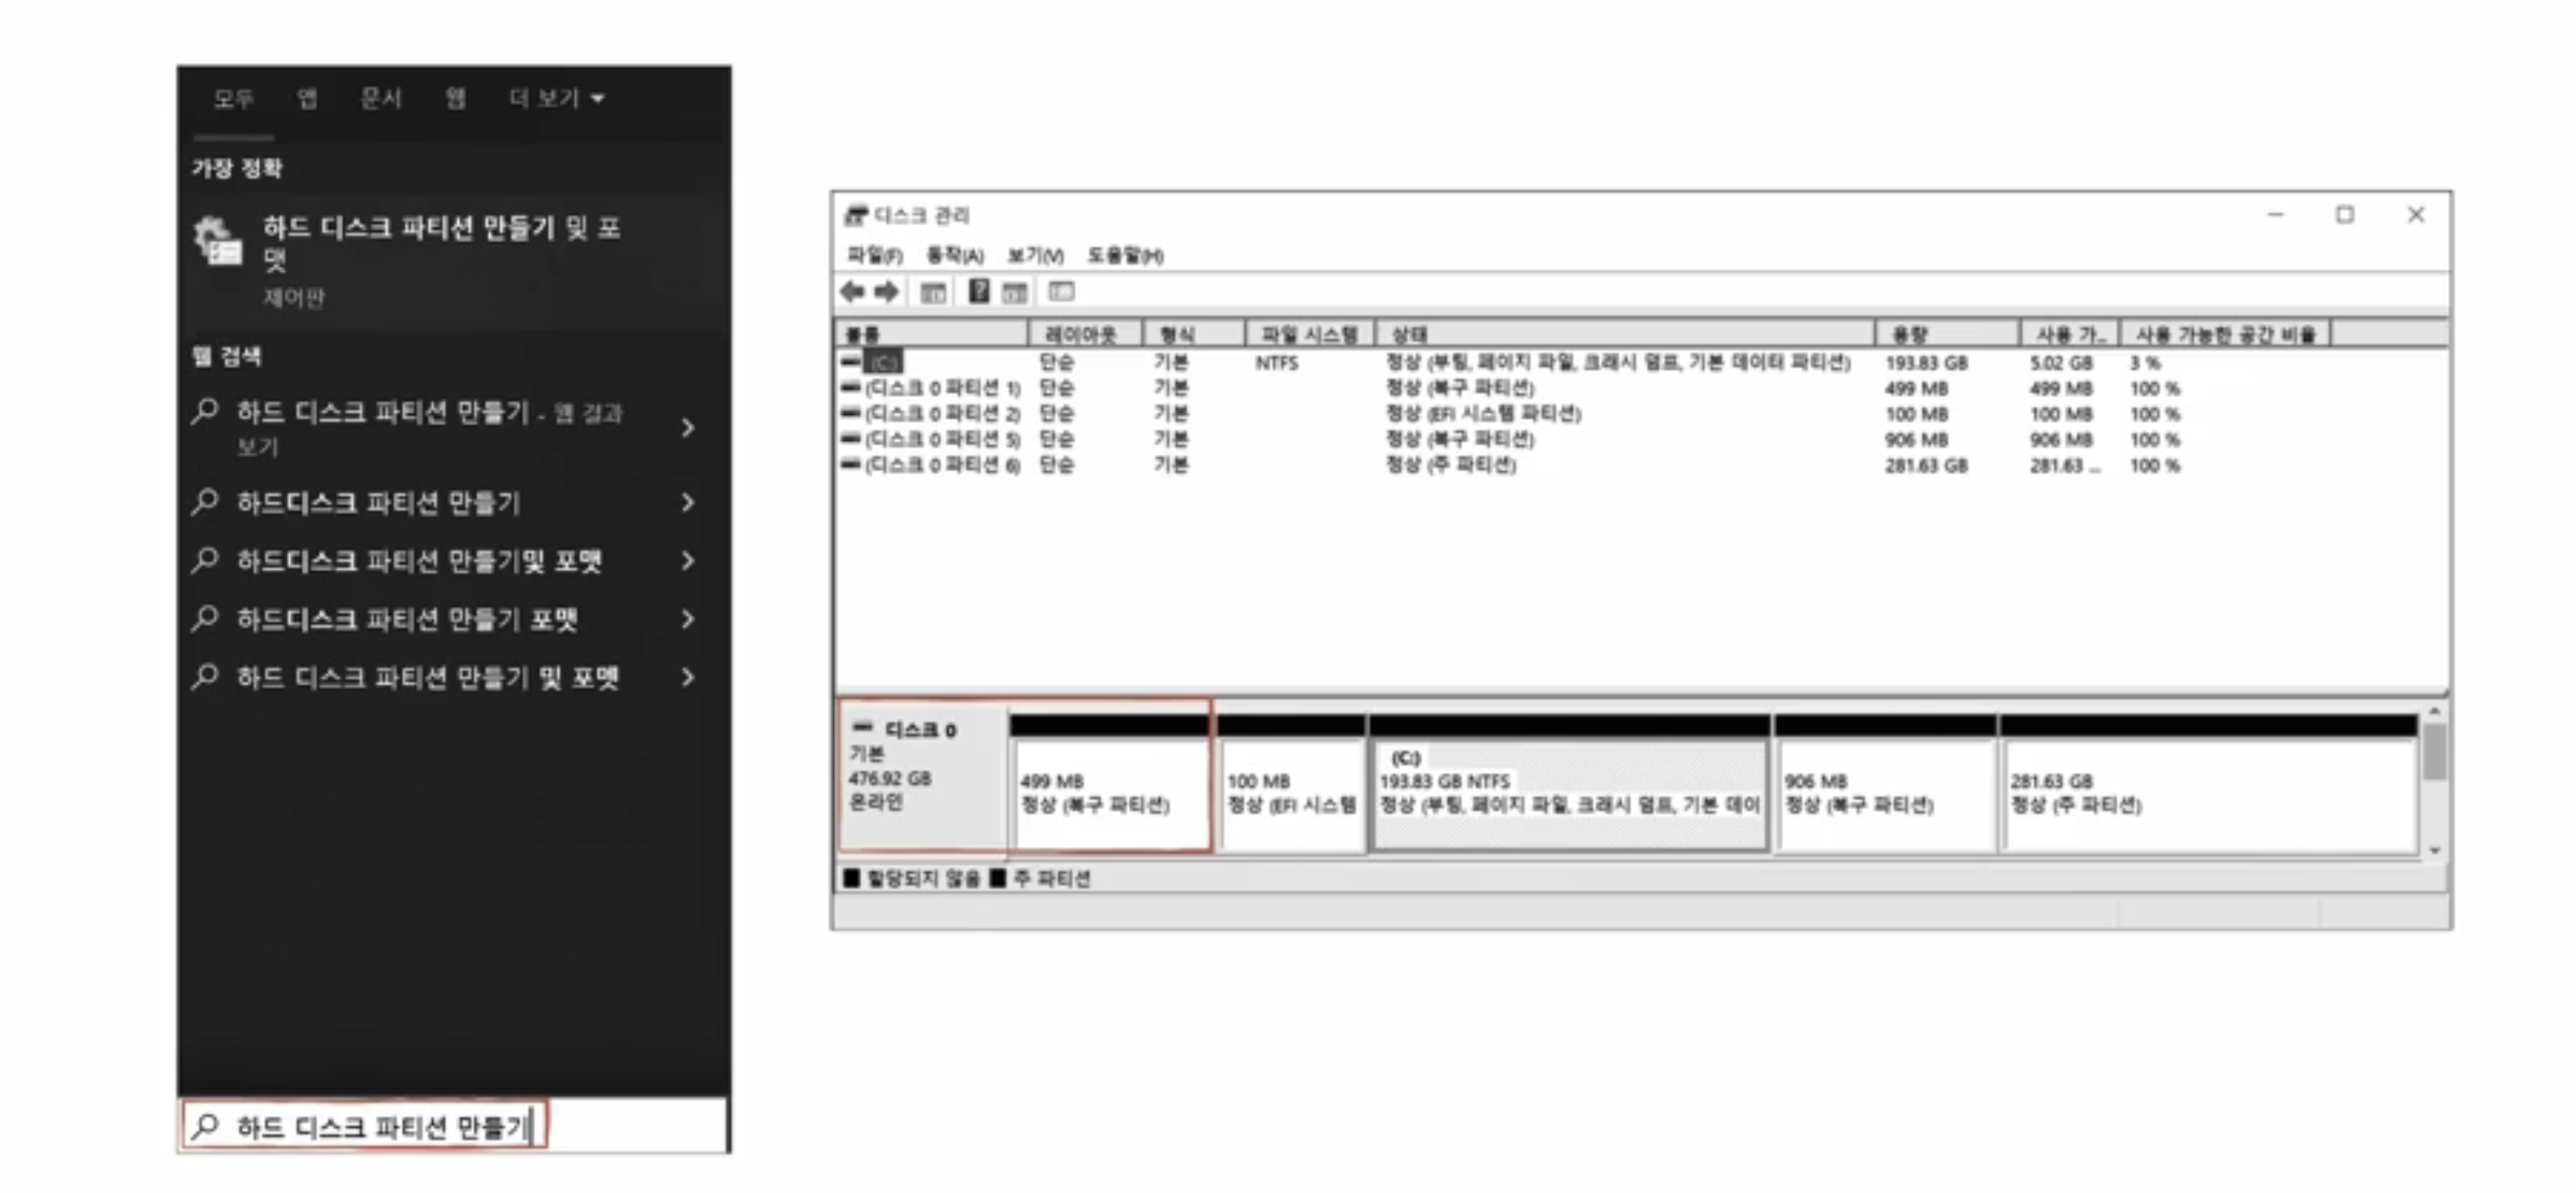 모두 앱 문서 웹 더 보기
가장 정확
하드 디스크 파티션 만들기 및 포
맷
제어판
웹 검색
하드 디스크 파티션 만들기 - 웹 결과
보기
하드디스크 파티션 만들기
하드디스크 파티션 만들기및 포맷
하드디스크 파티션 만들기 포맷
하드 디스크 파티션 만들기 및 포멧
하드 디스크 파티션 만들기
디스크 관리
파일(F) 동작(A) 보기(V) 도움말(H)
볼륨 레이아웃 형식 파일 시스템 상태 용량 사용 가... 사용 가능한 공간 비율
(C:) 단순 기본 NTFS 정상 (부팅, 페이지 파일, 크래시 덤프, 기본 데이터 파티션) 193.83 GB 5.02 GB 3 %
(디스크 0 파티션 1) 단순 기본 정상 (복구 파티션) 499 MB 499 MB 100 %
(디스크 0 파티션 2) 단순 기본 정상 (EFI 시스템 파티션) 100 MB 100 MB 100 %
(디스크 0 파티션 5) 단순 기본 정상 (복구 파티션) 906 MB 906 MB 100 %
(디스크 0 파티션 6) 단순 기본 정상 (주 파티션) 281.63 GB 281.63 ... 100 %
디스크 0
기본
476.92 GB
온라인
499 MB
정상 (복구 파티션)
100 MB
정상 (EFI 시스템
(C:)
193.83 GB NTFS
정상 (부팅, 페이지 파일, 크래시 덤프, 기본 데이
906 MB
정상 (복구 파티션)
281.63 GB
정상 (주 파티션)
할당되지 않음 주 파티션